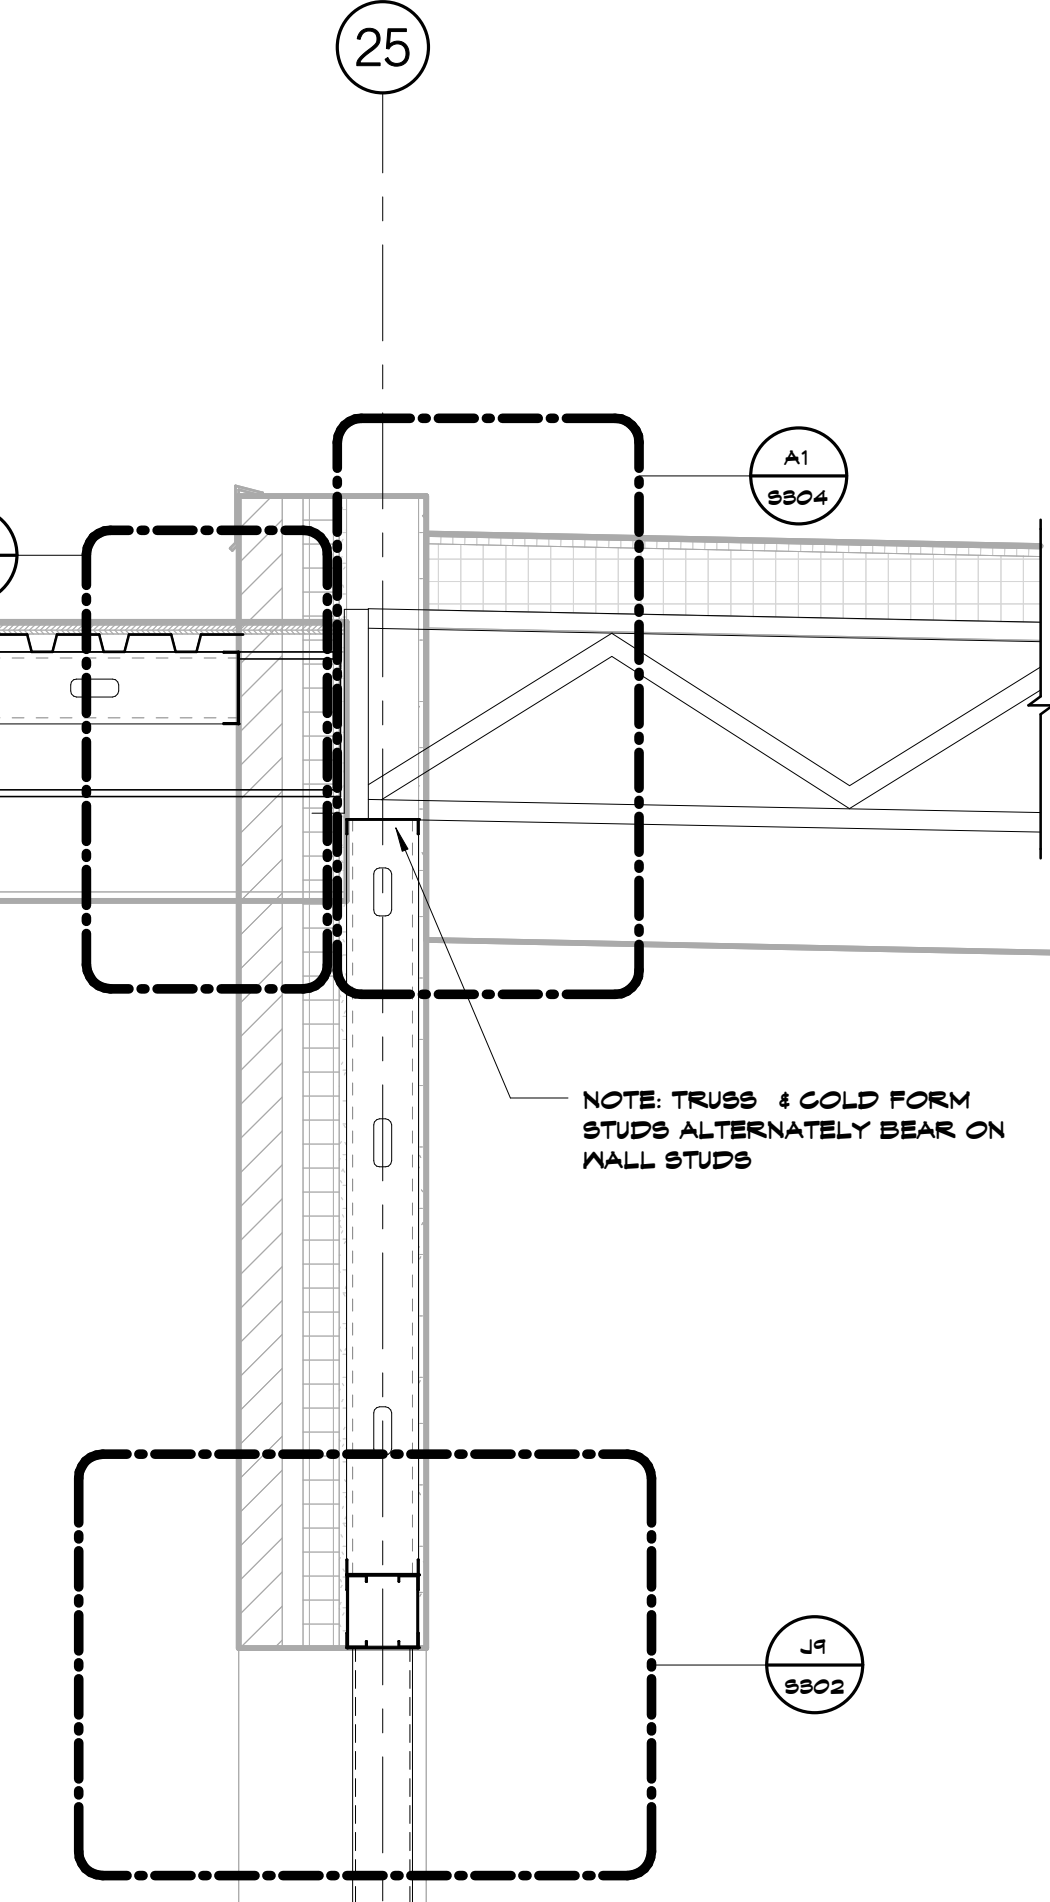 25
A1
S304
NOTE: TRUSS & COLD FORM
STUDS ALTERNATELY BEAR ON
WALL STUDS
J9
S302